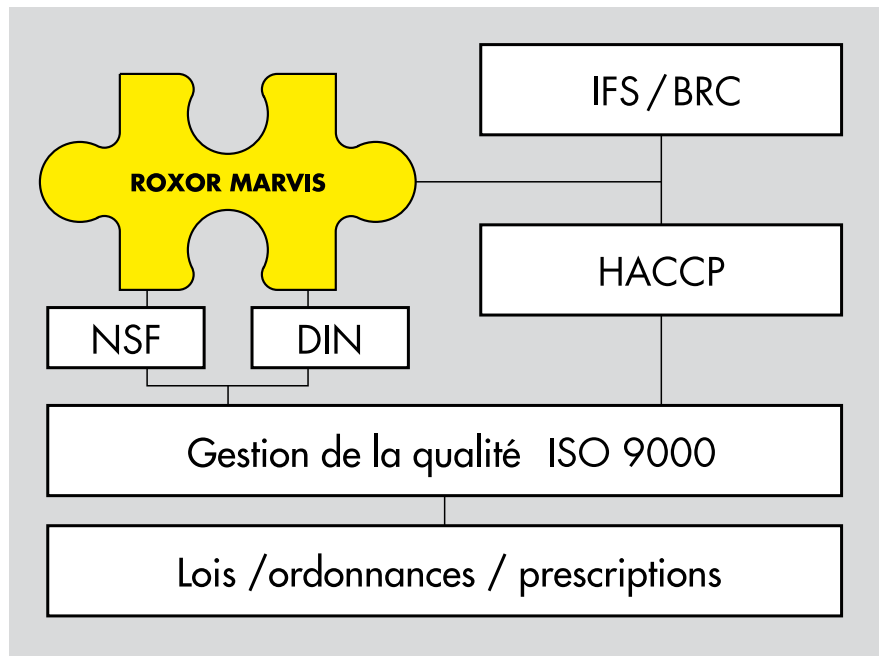 IFS / BRC
ROXOR MARVIS
HACCP
NSF
DIN
Gestion de la qualité ISO 9000
Lois /ordonnances / prescriptions